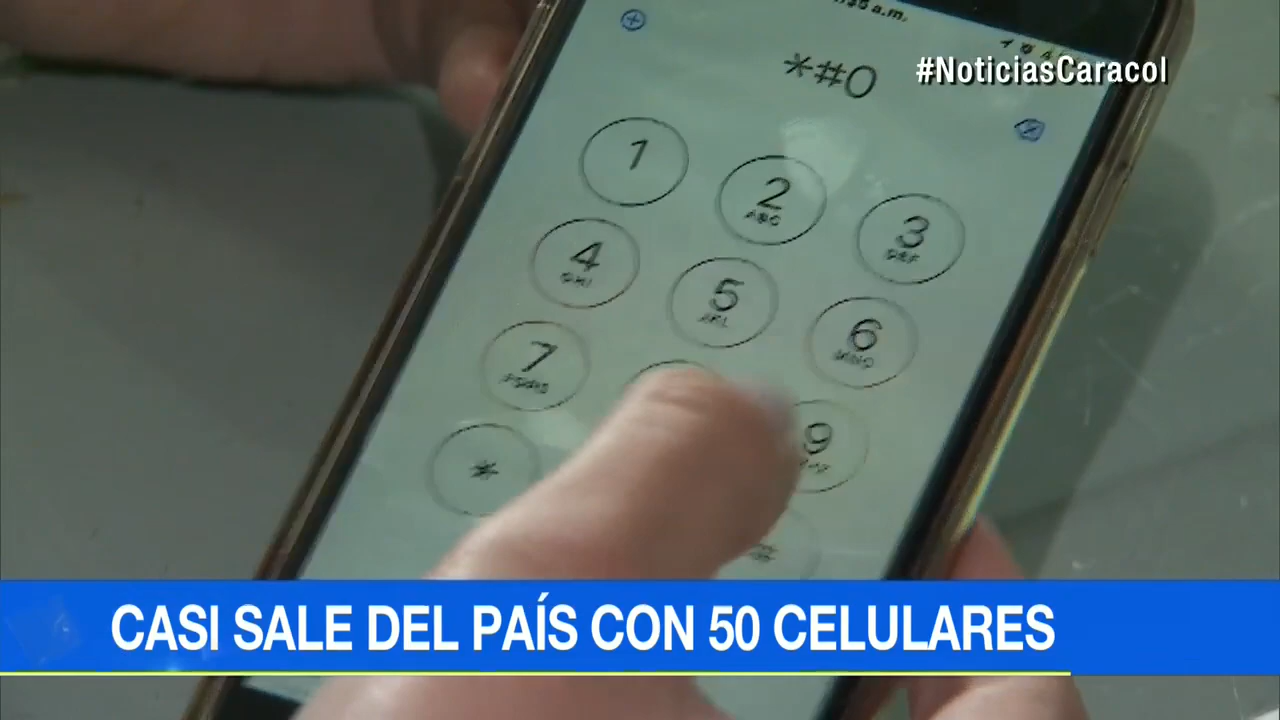 #NoticiasCaracol
*#0
1
2
ABC
3
DEF
4
GHI
5
JKL
6
MNO
7
PQRS
9
*
#
CASI SALE DEL PAÍS CON 50 CELULARES